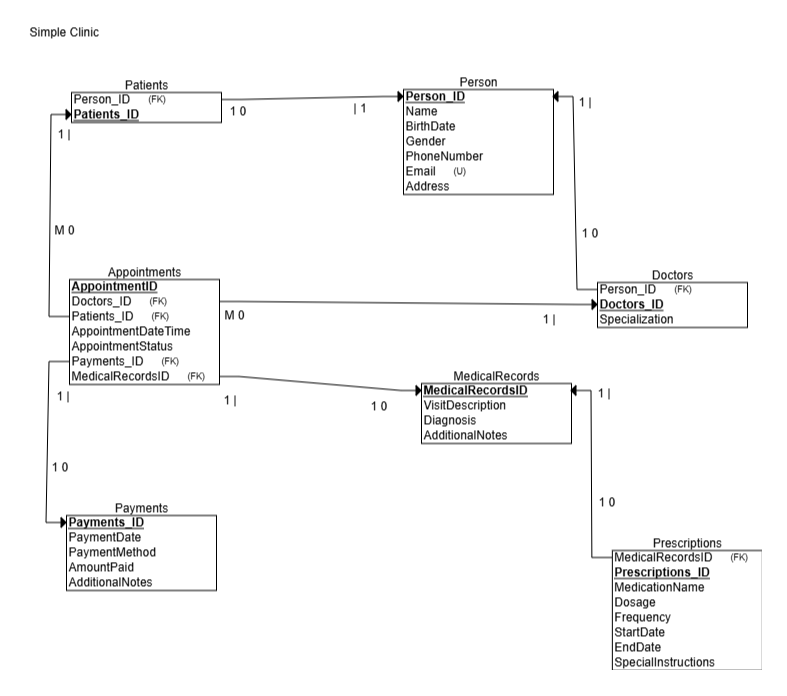 Simple Clinic
Patients
Person_ID (FK)
Patients_ID
Person
Person_ID
Name
BirthDate
Gender
PhoneNumber
Email (U)
Address
1 0
| 1
1 |
1 |
M 0
1 0
Appointments
AppointmentID
Doctors_ID (FK)
Patients_ID (FK)
AppointmentDateTime
AppointmentStatus
Payments_ID (FK)
MedicalRecordsID (FK)
Doctors
Person_ID (FK)
Doctors_ID
Specialization
M 0
1 |
MedicalRecords
MedicalRecordsID
VisitDescription
Diagnosis
AdditionalNotes
1 |
1 |
1 0
1 |
1 0
1 0
Payments
Payments_ID
PaymentDate
PaymentMethod
AmountPaid
AdditionalNotes
Prescriptions
MedicalRecordsID (FK)
Prescriptions_ID
MedicationName
Dosage
Frequency
StartDate
EndDate
SpecialInstructions